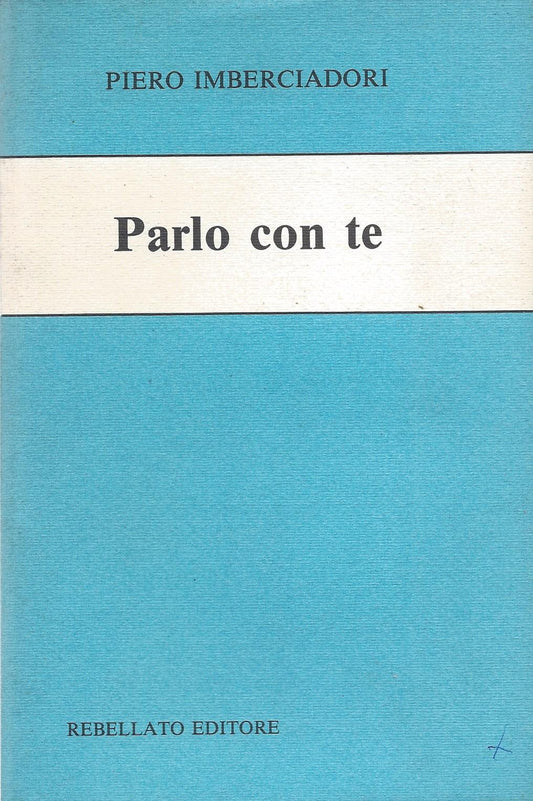 PIERO IMBERCIADORI
Parlo con te
REBELLATO EDITORE